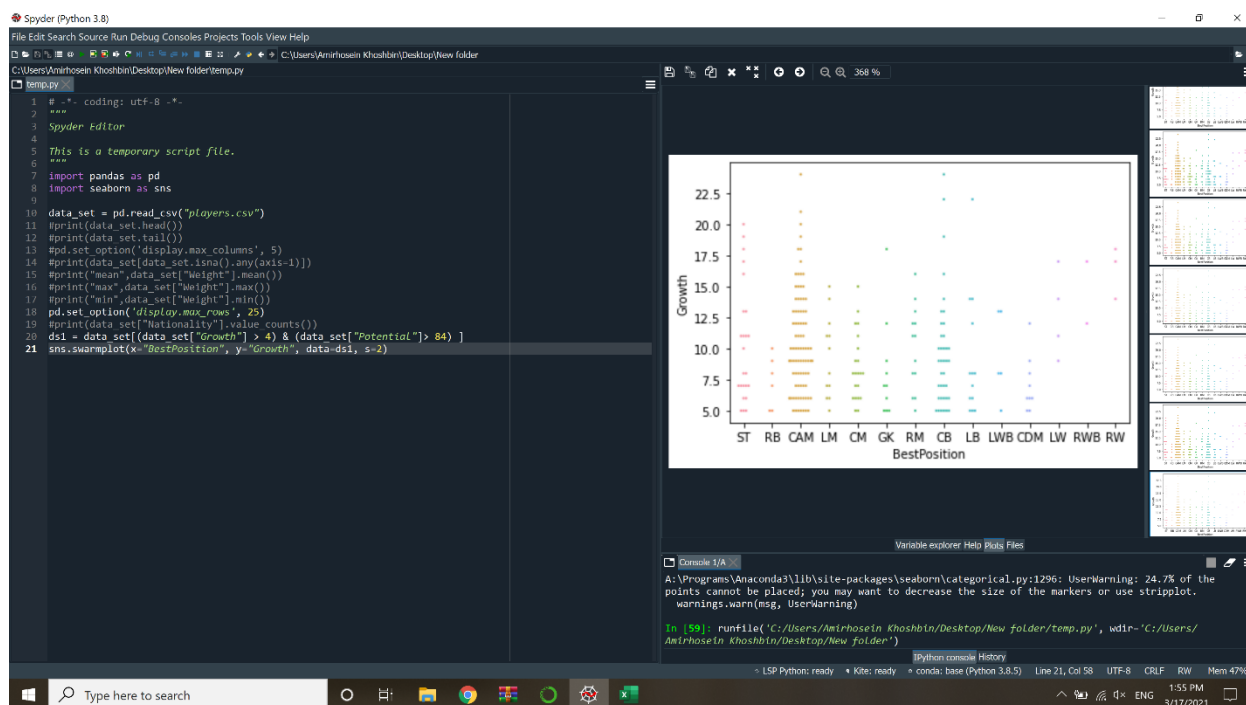 Spyder (Python 3.8)
File Edit Search Source Run Debug Consoles Projects Tools View Help
C:\Users\Amirhosein Khoshbin\Desktop\New folder
C:\Users\Amirhosein Khoshbin\Desktop\New folder\temp.py
temp.py
1 # -*- coding: utf-8 -*-
2 """
3 Spyder Editor
4
5 This is a temporary script file.
6 """
7 import pandas as pd
8 import seaborn as sns
9
10 data_set = pd.read_csv("players.csv")
11 #print(data_set.head())
12 #print(data_set.tail())
13 #pd.set_option('display.max_columns', 5)
14 #print(data_set[data_set.isna().any(axis=1)])
15 #print("mean",data_set["Weight"].mean())
16 #print("max",data_set["Weight"].max())
17 #print("min",data_set["Weight"].min())
18 pd.set_option('display.max_rows', 25)
19 #print(data_set["Nationality"].value_counts())
20 ds1 = data_set[(data_set["Growth"] > 4) & (data_set["Potential"]> 84) ]
21 sns.swarmplot(x="BestPosition", y="Growth", data=ds1, s=2)
368 %
22.5
20.0
17.5
15.0
12.5
10.0
7.5
5.0
Growth
ST RB CAM LM CM GK RM CB LB LWB CDM LW RWB RW
BestPosition
Variable explorer Help Plots Files
Console 1/A
A:\Programs\Anaconda3\lib\site-packages\seaborn\categorical.py:1296: UserWarning: 24.7% of the
points cannot be placed; you may want to decrease the size of the markers or use stripplot.
warnings.warn(msg, UserWarning)
In [59]: runfile('C:/Users/Amirhosein Khoshbin/Desktop/New folder/temp.py', wdir='C:/Users/
Amirhosein Khoshbin/Desktop/New folder')
IPython console History
LSP Python: ready Kite: ready conda: base (Python 3.8.5) Line 21, Col 58 UTF-8 CRLF RW Mem 47%
Type here to search
ENG
1:55 PM
3/17/2021